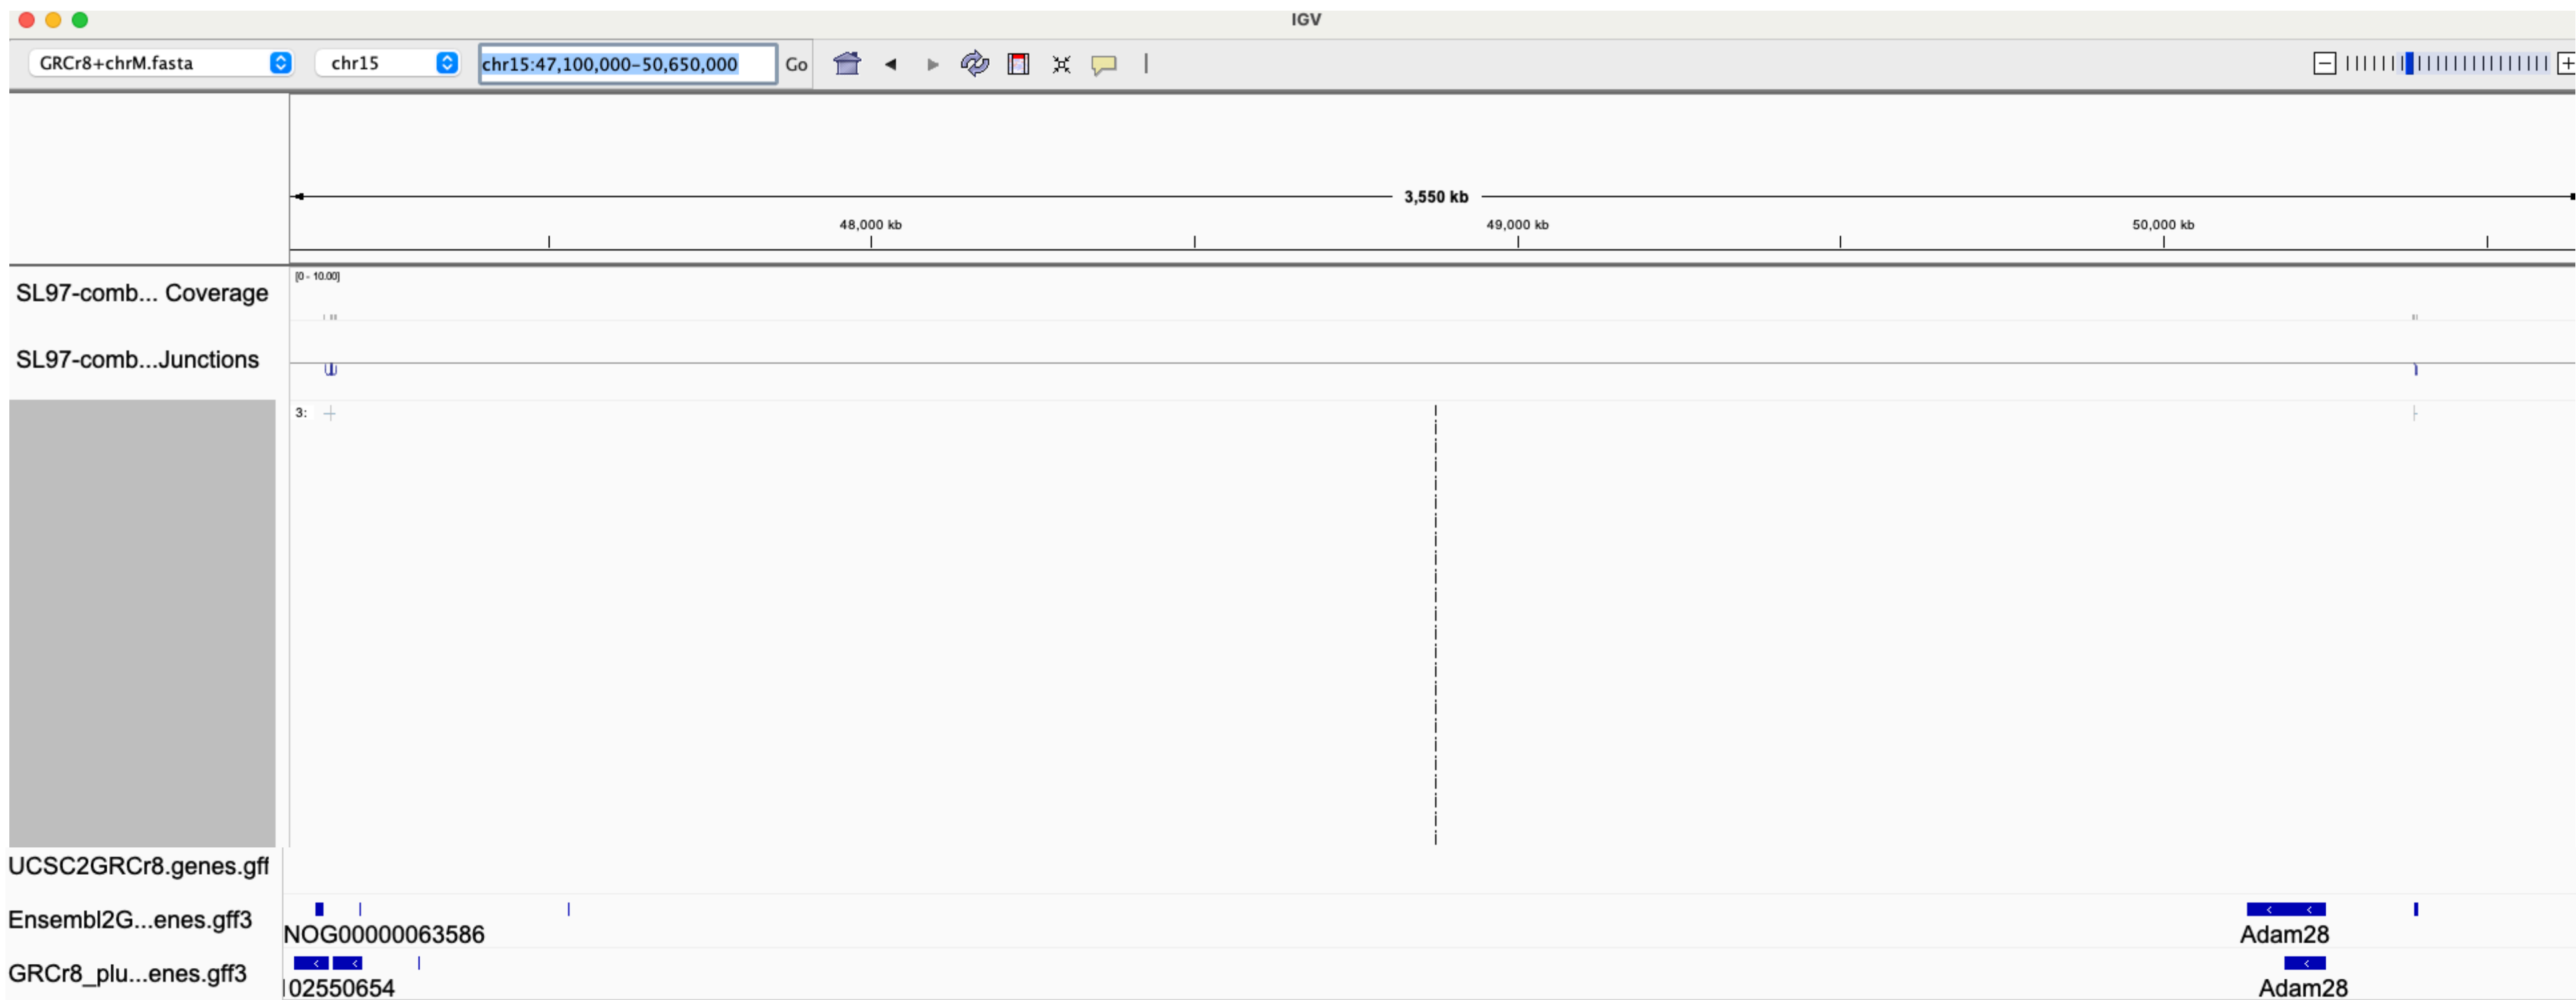 IGV
GRCr8+chrM.fasta chr15 chr15:47,100,000-50,650,000 Go
3,550 kb
48,000 kb 49,000 kb 50,000 kb
[0 - 10.00]
SL97-comb... Coverage
SL97-comb...Junctions
3:
UCSC2GRCr8.genes.gff
Ensembl2G...enes.gff3
NOG00000063586 Adam28
GRCr8_plu...enes.gff3
02550654 Adam28